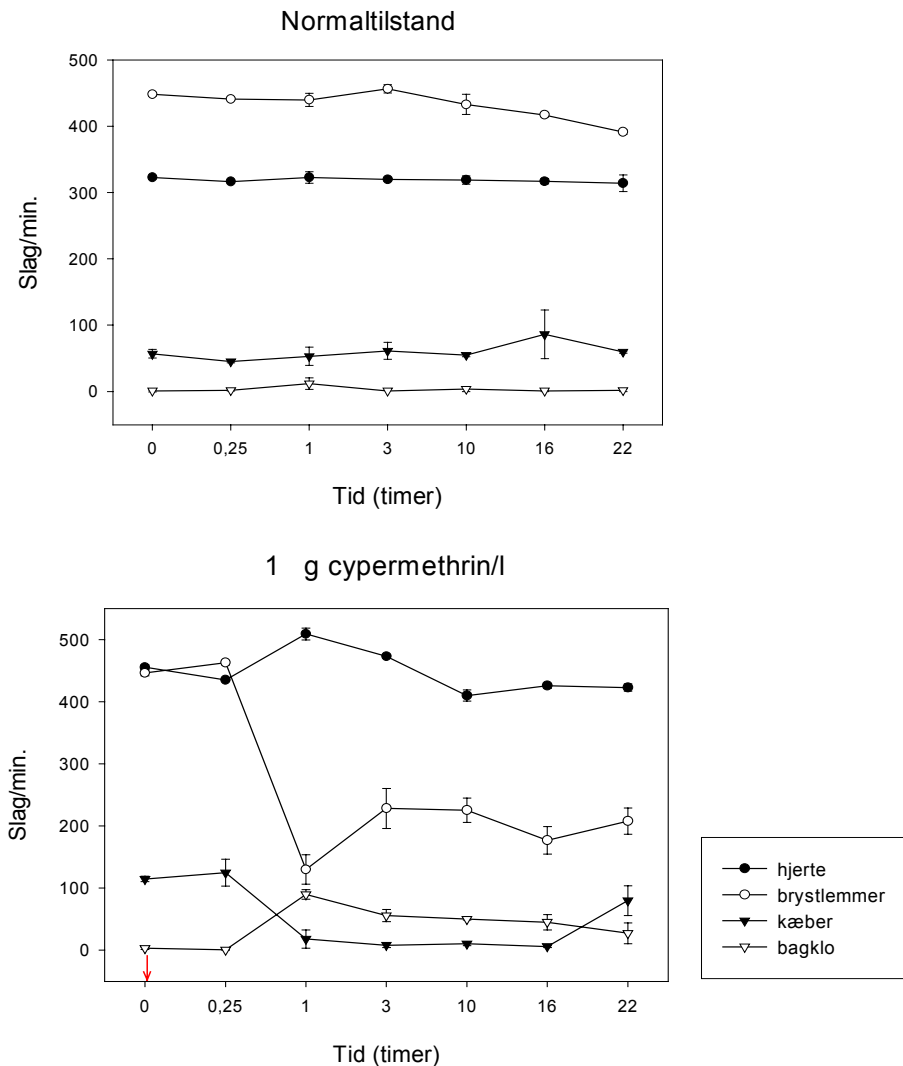 Normaltilstand
500
400
300
200
100
0
Slag/min.
0 0,25 1 3 10 16 22
Tid (timer)
1 g cypermethrin/l
500
400
300
200
100
0
Slag/min.
0 0,25 1 3 10 16 22
Tid (timer)
hjerte
brystlemmer
kæber
bagklo